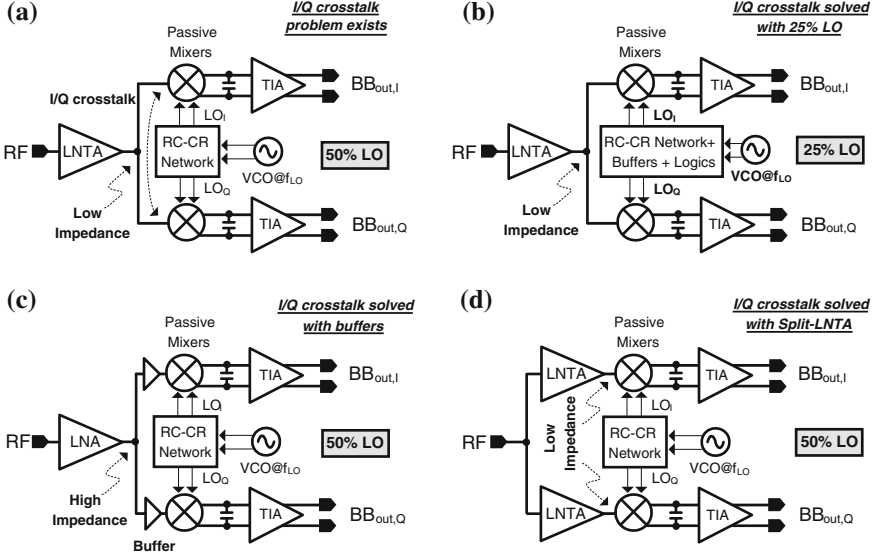 (a)
I/Q crosstalk
problem exists
Passive
Mixers
TIA
BBout,I
I/Q crosstalk
LOI
RF
LNTA
RC-CR
Network
50% LO
VCO@fLO
LOQ
Low
Impedance
TIA
BBout,Q
(b)
I/Q crosstalk solved
with 25% LO
Passive
Mixers
TIA
BBout,I
LOI
RF
LNTA
RC-CR Network+
Buffers + Logics
25% LO
VCO@fLO
LOQ
Low
Impedance
TIA
BBout,Q
(c)
I/Q crosstalk solved
with buffers
Passive
Mixers
TIA
BBout,I
LOI
RF
LNA
RC-CR
Network
50% LO
VCO@fLO
LOQ
High
Impedance
TIA
BBout,Q
Buffer
(d)
I/Q crosstalk solved
with Split-LNTA
Passive
Mixers
LNTA
TIA
BBout,I
LOI
RF
Low
Impedance
RC-CR
Network
50% LO
VCO@fLO
LOQ
LNTA
TIA
BBout,Q